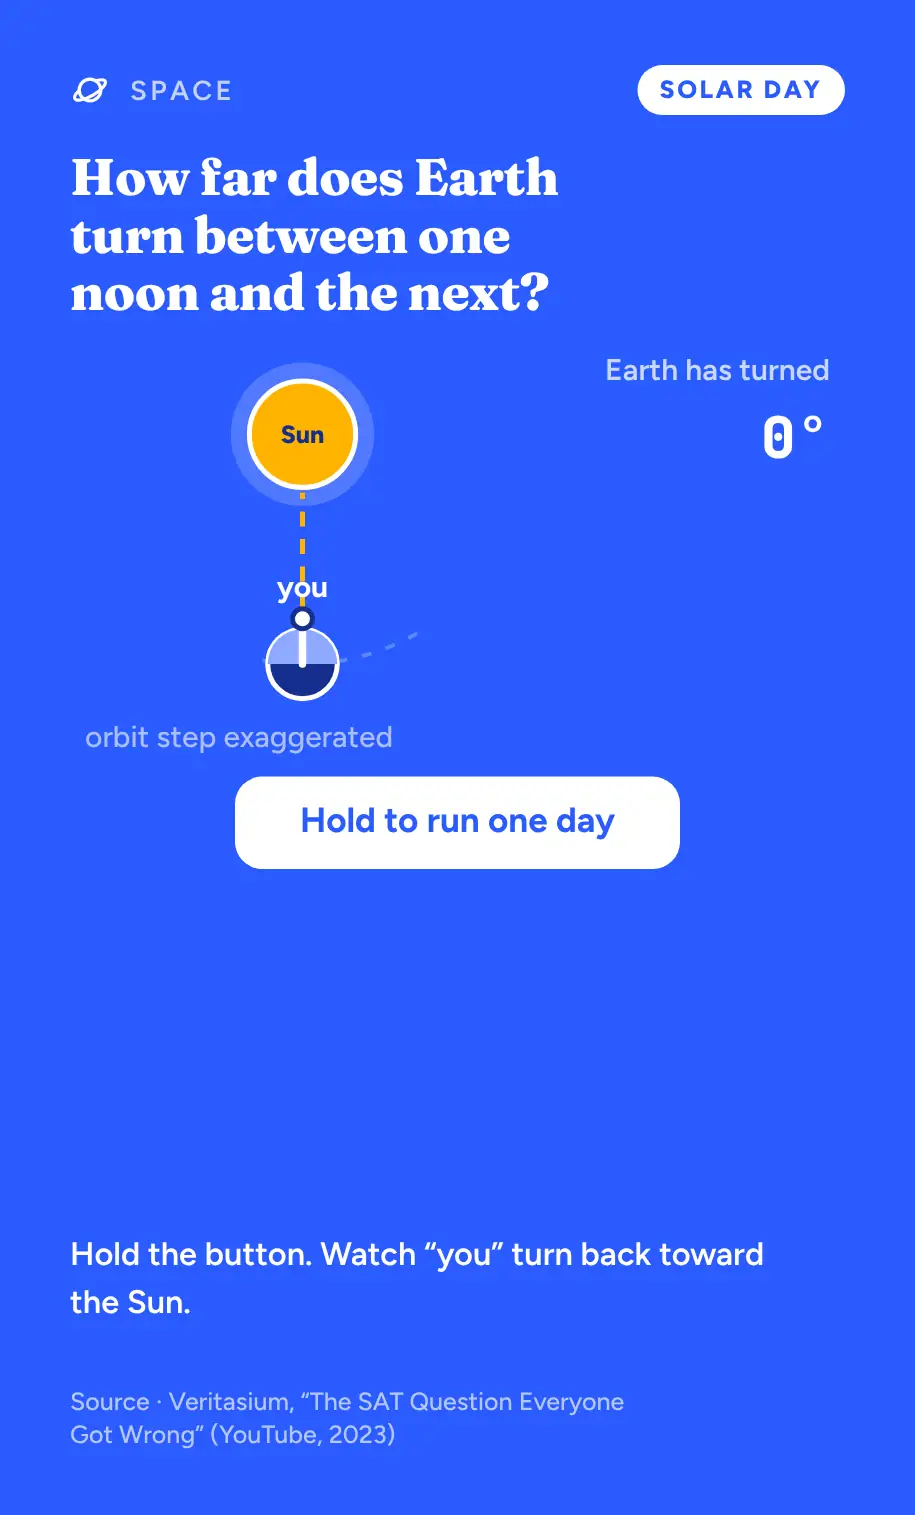 SPACE
SOLAR DAY
How far does Earth
turn between one
noon and the next?
Earth has turned
0°
Sun
you
orbit step exaggerated
Hold to run one day
Hold the button. Watch “you” turn back toward
the Sun.
Source · Veritasium, “The SAT Question Everyone
Got Wrong” (YouTube, 2023)